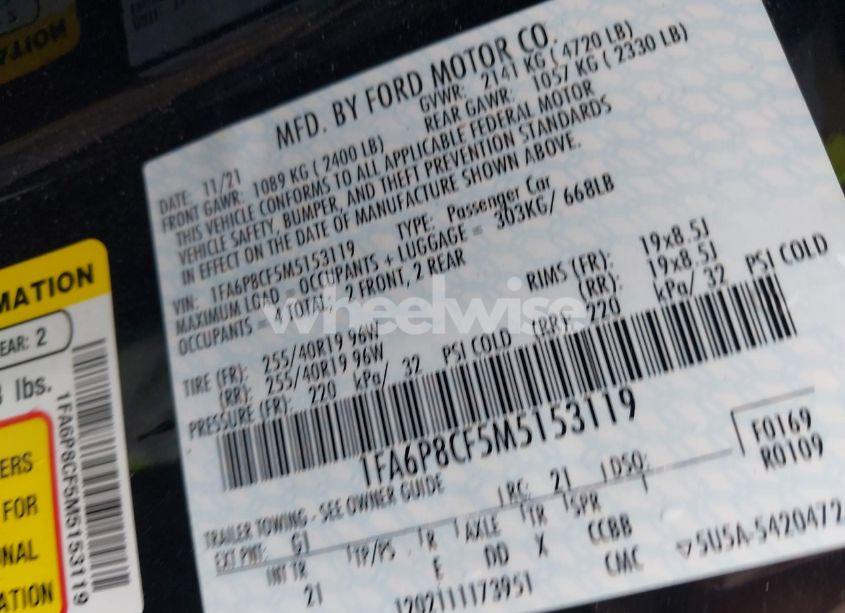 MFD. BY FORD MOTOR CO.
DATE: 11/21 GVWR: 2141 KG ( 4720 LB)
FRONT GAWR: 1089 KG ( 2400 LB) REAR GAWR: 1057 KG ( 2330 LB)
THIS VEHICLE CONFORMS TO ALL APPLICABLE FEDERAL MOTOR
VEHICLE SAFETY, BUMPER, AND THEFT PREVENTION STANDARDS
IN EFFECT ON THE DATE OF MANUFACTURE SHOWN ABOVE.
VIN: 1FA6P8CF5M5153119 TYPE: Passenger Car
MAXIMUM LOAD = OCCUPANTS + LUGGAGE = 303KG/ 668LB
OCCUPANTS = 4 TOTAL, 2 FRONT, 2 REAR
wheelwise
TIRE (FR): 255/40R19 96W RIMS (FR): 19x8.5J
(RR): 255/40R19 96W (RR): 19x8.5J
PRESSURE (FR): 220 kPa/ 32 PSI COLD (RR): 220 kPa/ 32 PSI COLD
1FA6P8CF5M5153119
F0169
R0109
TRAILER TOWING - SEE OWNER GUIDE RC: 21 DSO:
EXT PNT: G1
INT TR TP/PS R AXLE TR SPR
21 E DD X CCBB
1202111173951 CMC 5U5A-5420472
MATION
EAR: 2
lbs.
1FA6P8CF5M5153119
ERS
FOR
ONAL
ATION